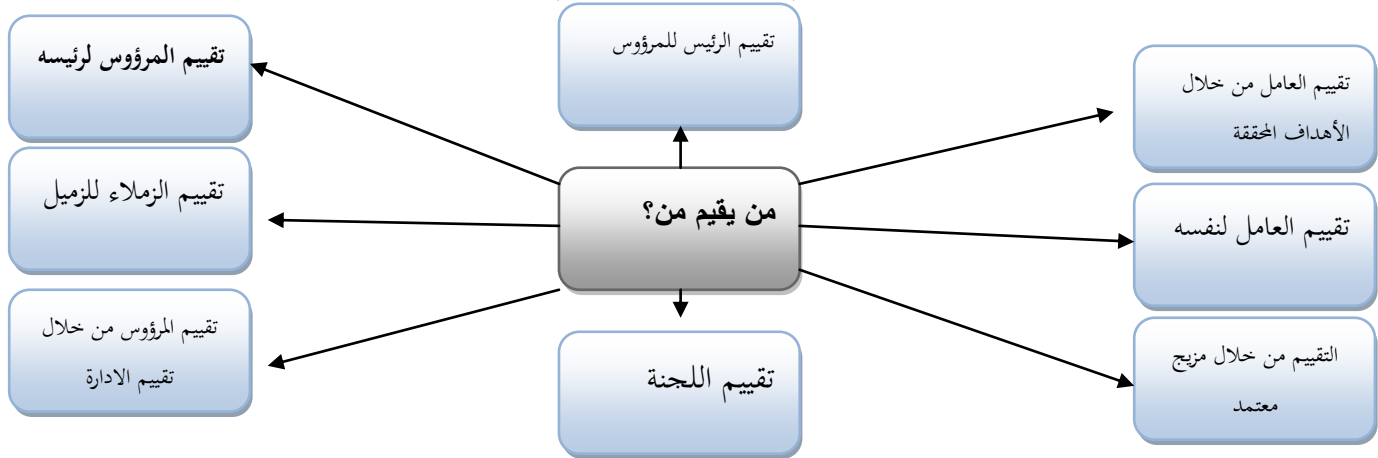 تقييم الرئيس للمرؤوس
تقييم العامل من خلال
الأهداف المحققة
تقييم المرؤوس لرئيسه
من يقيم من؟
تقييم العامل لنفسه
تقييم الزملاء للزميل
التقييم من خلال مزيج
معتمد
تقييم اللجنة
تقييم المرؤوس من خلال
تقييم الادارة